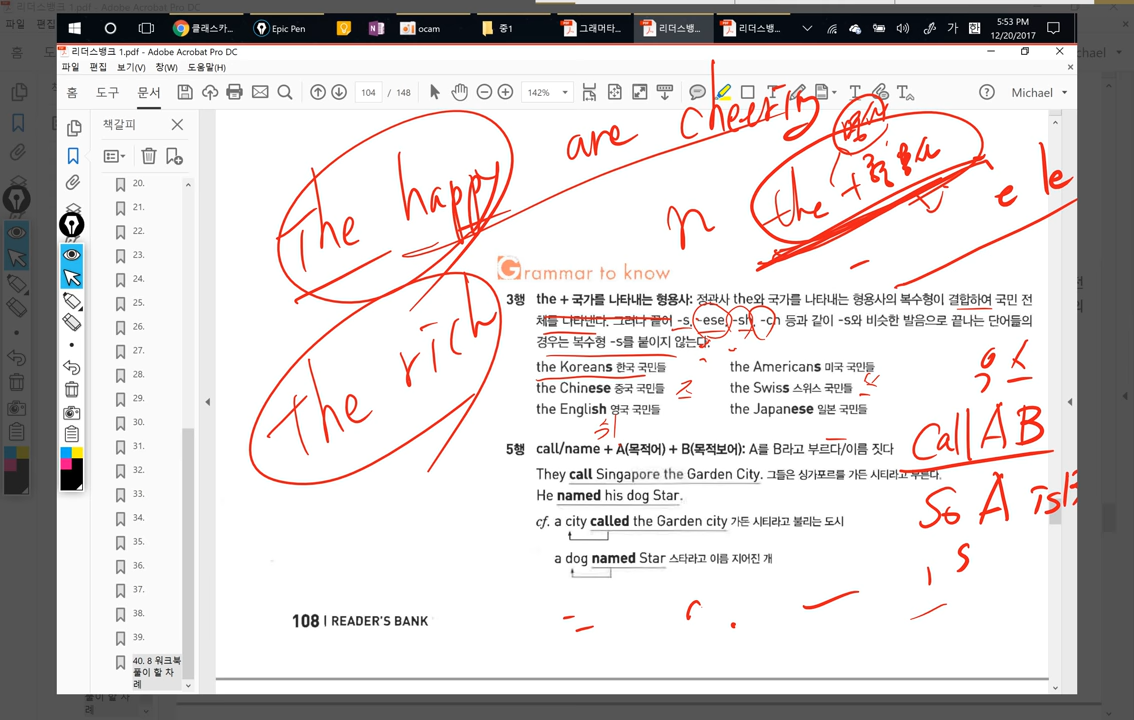 클래스카...
Epic Pen
ocam
중1
그래머타...
리더스뱅...
리더스뱅...
가
한
5:53 PM
12/20/2017
리더스뱅크 1.pdf - Adobe Acrobat Pro DC
파일 편집 보기(V) 창(W) 도움말(H)
홈 도구 문서
104 / 148
142%
Michael
책갈피
20.
21.
22.
23.
24.
25.
26.
27.
28.
29.
30.
31.
32.
33.
34.
35.
36.
37.
38.
39.
40. 8 워크북
풀이 할 차
례
The happy are cheering
the + 형용사
n
The rich
Grammar to know
3행 the + 국가를 나타내는 형용사: 정관사 the와 국가를 나타내는 형용사의 복수형이 결합하여 국민 전
체를 나타낸다. 그러나 끝이 -s, -ese, -sh, -ch 등과 같이 -s와 비슷한 발음으로 끝나는 단어들의
경우는 복수형 -s를 붙이지 않는다.
the Koreans 한국 국민들 the Americans 미국 국민들
the Chinese 중국 국민들 the Swiss 스위스 국민들
the English 영국 국민들 the Japanese 일본 국민들
5행 call/name + A(목적어) + B(목적보어): A를 B라고 부르다/이름 짓다
They call Singapore the Garden City. 그들은 싱가포르를 가든 시티라고 부른다.
He named his dog Star.
cf. a city called the Garden city 가든 시티라고 불리는 도시
a dog named Star 스타라고 이름 지어진 개
call A B
So A is B
108 | READER'S BANK